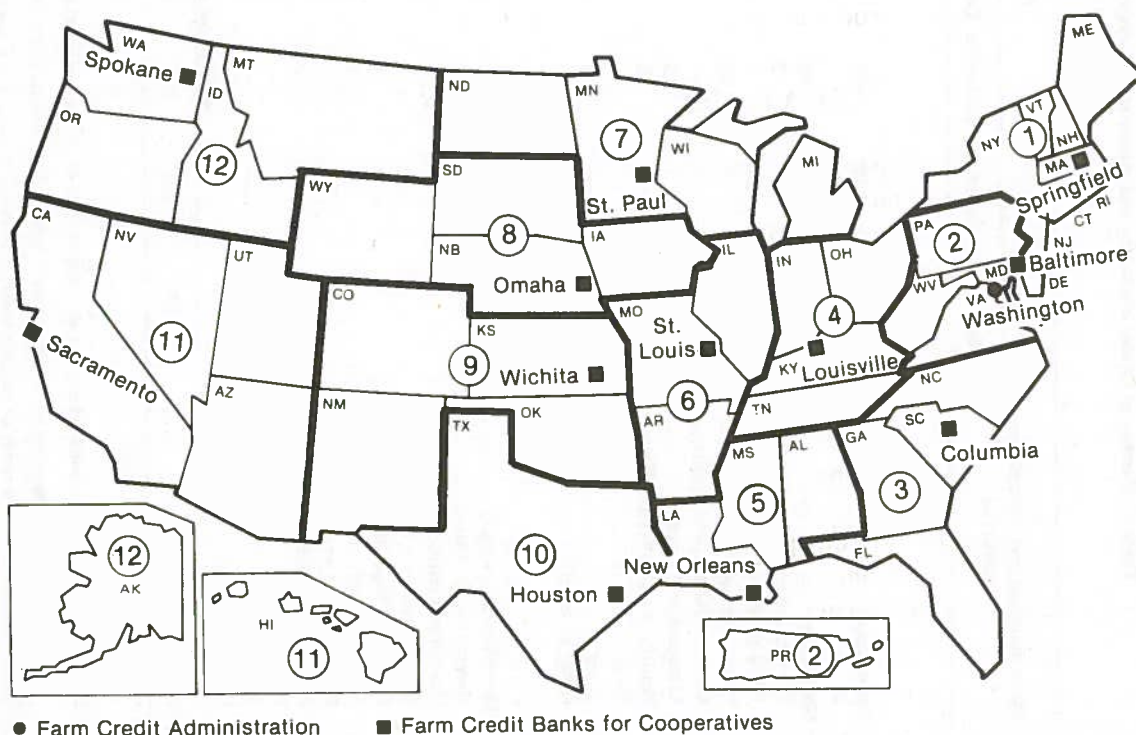 WA
Spokane
MT
ND
MN
ME
ID
OR
7
VT
NY
1
NH
12
WI
MI
MA
Springfield
WY
SD
St. Paul
RI
CT
CA
NV
8
PA
2
NJ
UT
NB
IA
IL
IN
OH
MD
Baltimore
Omaha
WV
DE
VA
Washington
CO
MO
4
KS
St.
Louis
11
9
Wichita
KY
Louisville
Sacramento
NC
AZ
NM
OK
6
TN
TX
AR
SC
Columbia
MS
AL
GA
3
5
LA
12
10
FL
New Orleans
AK
Houston
HI
11
PR
2
Farm Credit Administration
Farm Credit Banks for Cooperatives